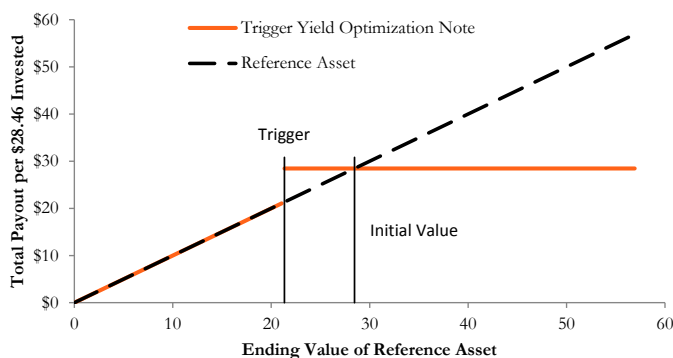 $60
$50
$40
$30
$20
$10
$0
Total Payout per $28.46 Invested
Trigger Yield Optimization Note
Reference Asset
Trigger
Initial Value
0
10
20
30
40
50
60
Ending Value of Reference Asset